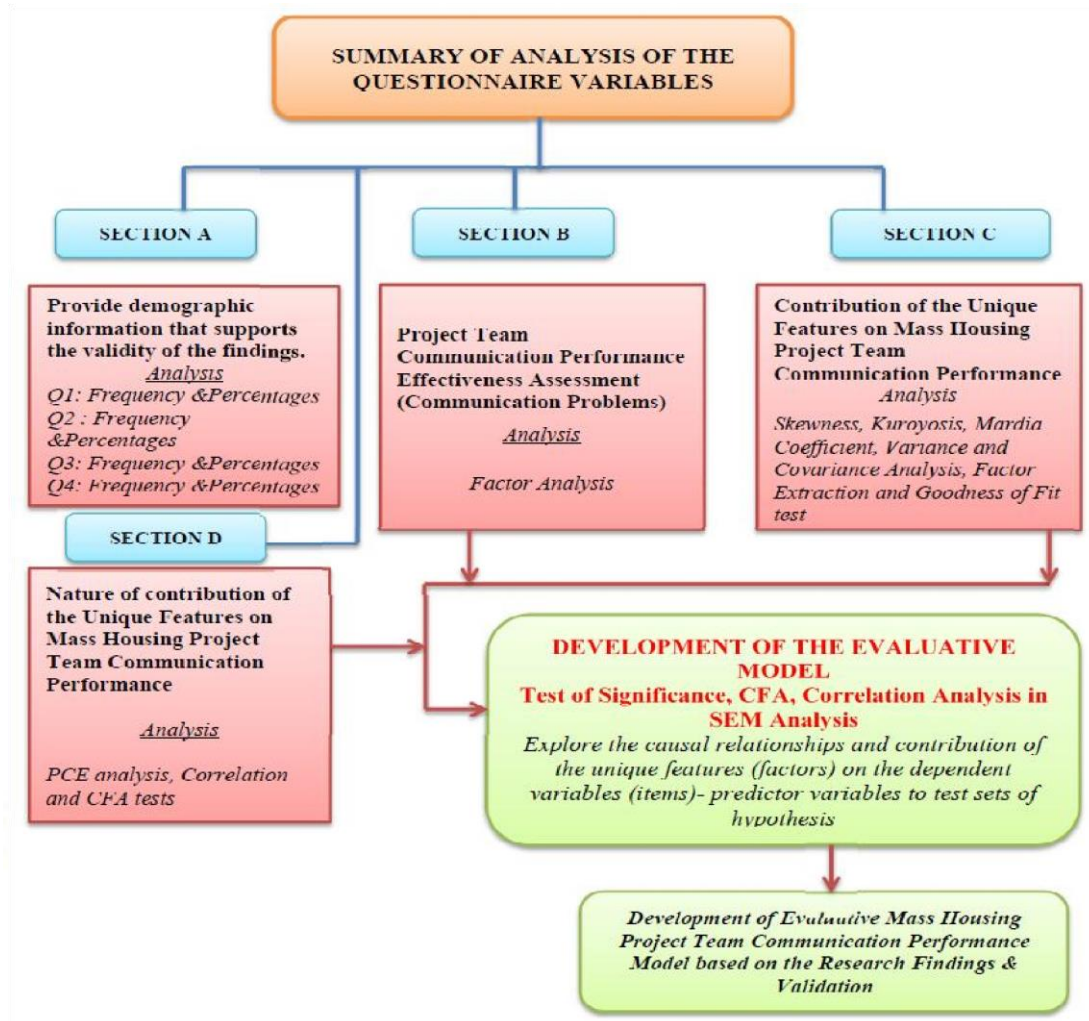 SUMMARY OF ANALYSIS OF THE
QUESTIONNAIRE VARIABLES
SECTION A
SECTION B
SECTION C
Provide demographic
information that supports
the validity of the findings.
Analysis
Q1: Frequency &Percentages
Q2 : Frequency
&Percentages
Q3: Frequency &Percentages
Q4: Frequency &Percentages
Project Team
Communication Performance
Effectiveness Assessment
(Communication Problems)
Analysis
Factor Analysis
Contribution of the Unique
Features on Mass Housing
Project Team
Communication Performance
Analysis
Skewness, Kuroyosis, Mardia
Coefficient, Variance and
Covariance Analysis, Factor
Extraction and Goodness of Fit
test
SECTION D
Nature of contribution of
the Unique Features on
Mass Housing Project
Team Communication
Performance
Analysis
PCE analysis, Correlation
and CFA tests
DEVELOPMENT OF THE EVALUATIVE
MODEL
Test of Significance, CFA, Correlation Analysis in
SEM Analysis
Explore the causal relationships and contribution of
the unique features (factors) on the dependent
variables (items)- predictor variables to test sets of
hypothesis
Development of Evaluative Mass Housing
Project Team Communication Performance
Model based on the Research Findings &
Validation